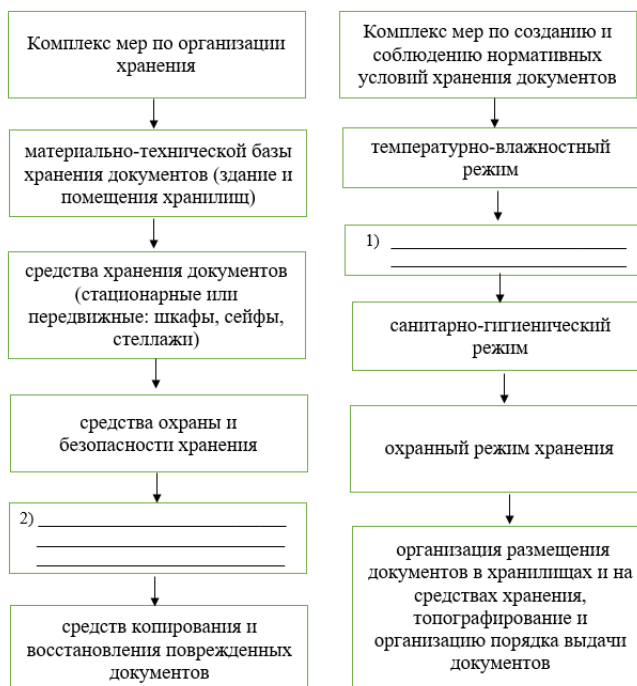 Комплекс мер по организации
хранения
материально-технической базы
хранения документов (здание и
помещения хранилищ)
средства хранения документов
(стационарные или
передвижные: шкафы, сейфы,
стеллажи)
средства охраны и
безопасности хранения
2)
средств копирования и
восстановления поврежденных
документов
Комплекс мер по созданию и
соблюдению нормативных
условий хранения документов
температурно-влажностный
режим
1)
санитарно-гигиенический
режим
охранный режим хранения
организация размещения
документов в хранилищах и на
средствах хранения,
топографирование и
организацию порядка выдачи
документов